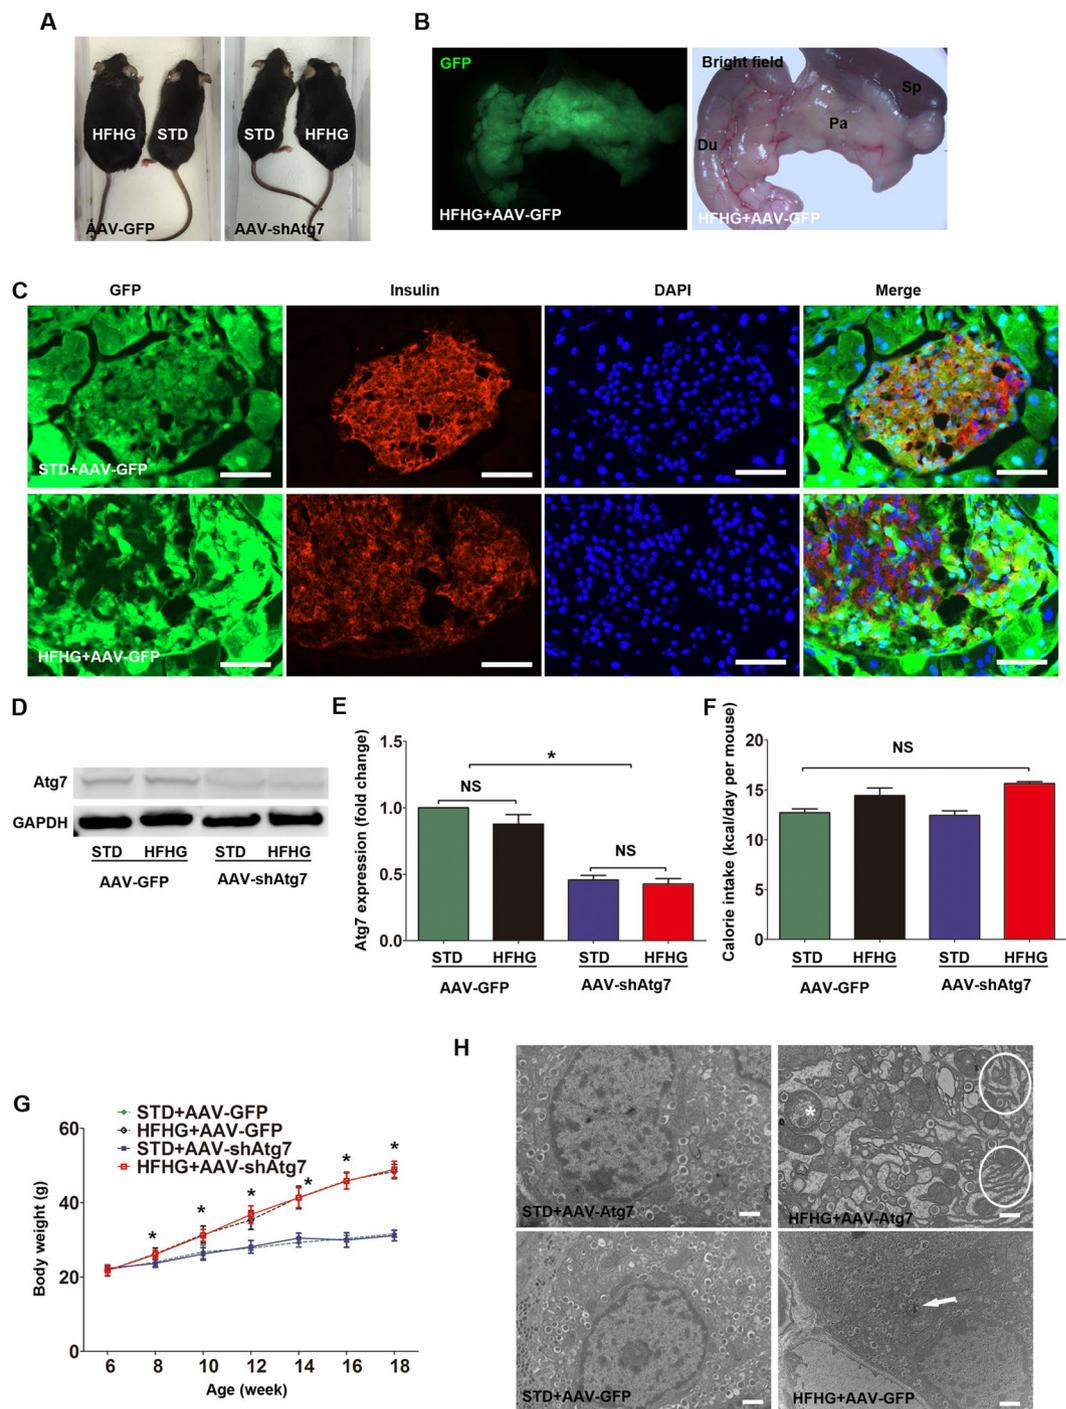 A
HFHG STD
AAV-GFP
STD HFHG
AAV-shAtg7
B
GFP
HFHG+AAV-GFP
Bright field
Sp
Pa
Du
HFHG+AAV-GFP
C
GFP Insulin DAPI Merge
STD+AAV-GFP
HFHG+AAV-GFP
D
Atg7
GAPDH
STD HFHG STD HFHG
AAV-GFP AAV-shAtg7
E
Atg7 expression (fold change)
1.5
1.0
0.5
0.0
*
NS
NS
STD HFHG STD HFHG
AAV-GFP AAV-shAtg7
F
Calorie intake (kcal/day per mouse)
20
15
10
5
0
NS
STD HFHG STD HFHG
AAV-GFP AAV-shAtg7
G
STD+AAV-GFP
HFHG+AAV-GFP
STD+AAV-shAtg7
HFHG+AAV-shAtg7
Body weight (g)
60
40
20
0
* * * * * *
6 8 10 12 14 16 18
Age (week)
H
STD+AAV-Atg7
*
HFHG+AAV-Atg7
STD+AAV-GFP
HFHG+AAV-GFP